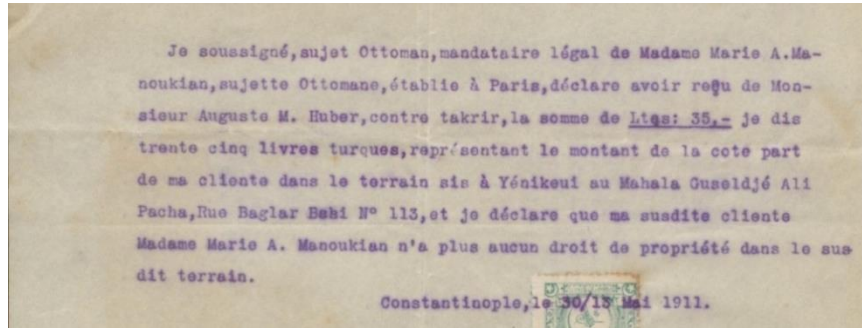 Je soussigné,sujet Ottoman,mandataire légal de Madame Marie A.Ma-
noukian,sujette Ottomane,établie à Paris,déclare avoir reçu de Mon-
sieur Auguste M. Huber,contre takrir,la somme de Ltqs: 35,- je dis
trente cinq livres turques,représentant le montant de la cote part
de ma cliente dans le terrain sis à Yénikeui au Mahala Guseldjé Ali
Pacha,Rue Baglar Bshi N° 113,et je déclare que ma susdite cliente
Madame Marie A. Manoukian n'a plus aucun droit de propriété dans le sus
dit terrain.
Constantinople,le 30/13 Mai 1911.